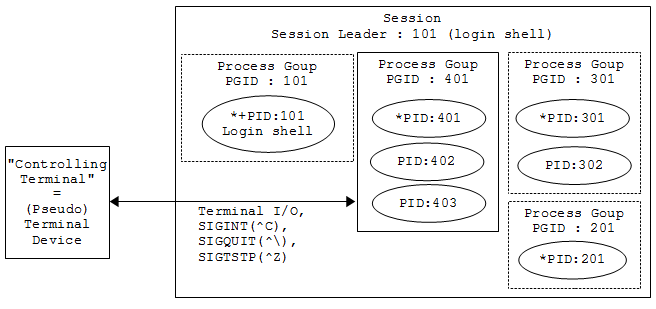 Session
Session Leader : 101 (login shell)
Process Goup
PGID : 101
*+PID:101
Login shell
Process Goup
PGID : 401
*PID:401
PID:402
PID:403
Process Goup
PGID : 301
*PID:301
PID:302
Process Goup
PGID : 201
*PID:201
"Controlling
Terminal"
=
(Pseudo)
Terminal
Device
Terminal I/O,
SIGINT(^C),
SIGQUIT(^\),
SIGTSTP(^Z)